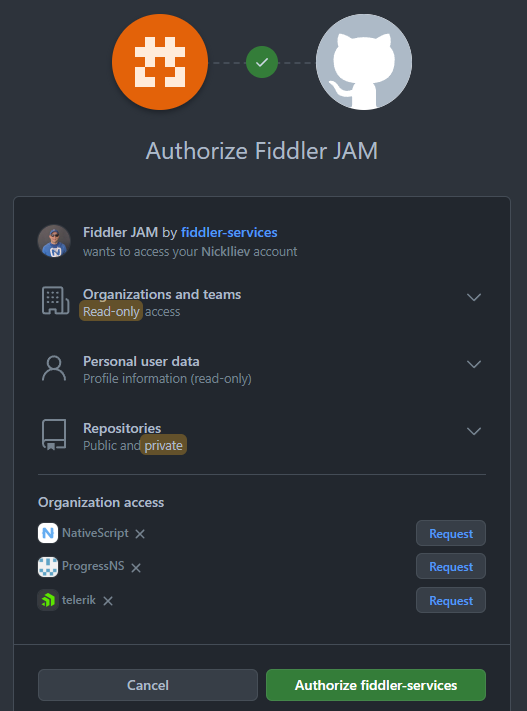 Authorize Fiddler JAM
Fiddler JAM by fiddler-services
wants to access your NickIliev account
Organizations and teams
Read-only access
Personal user data
Profile information (read-only)
Repositories
Public and private
Organization access
NativeScript
Request
ProgressNS
Request
telerik
Request
Cancel
Authorize fiddler-services